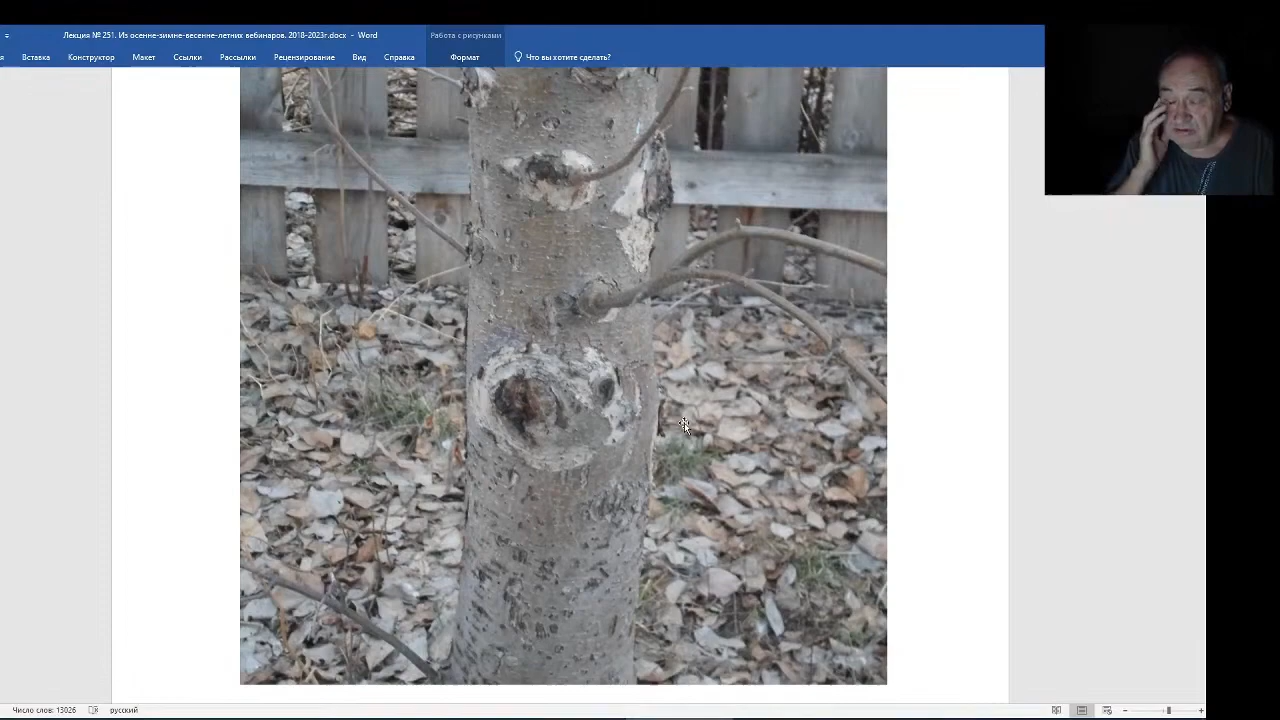 Лекция № 251. Из осенне-зимне-весенне-летних вебинаров. 2018-2023г.docx - Word
Работа с рисунками
Вставка Конструктор Макет Ссылки Рассылки Рецензирование Вид Справка Формат Что вы хотите сделать?
Число слов: 13026 русский